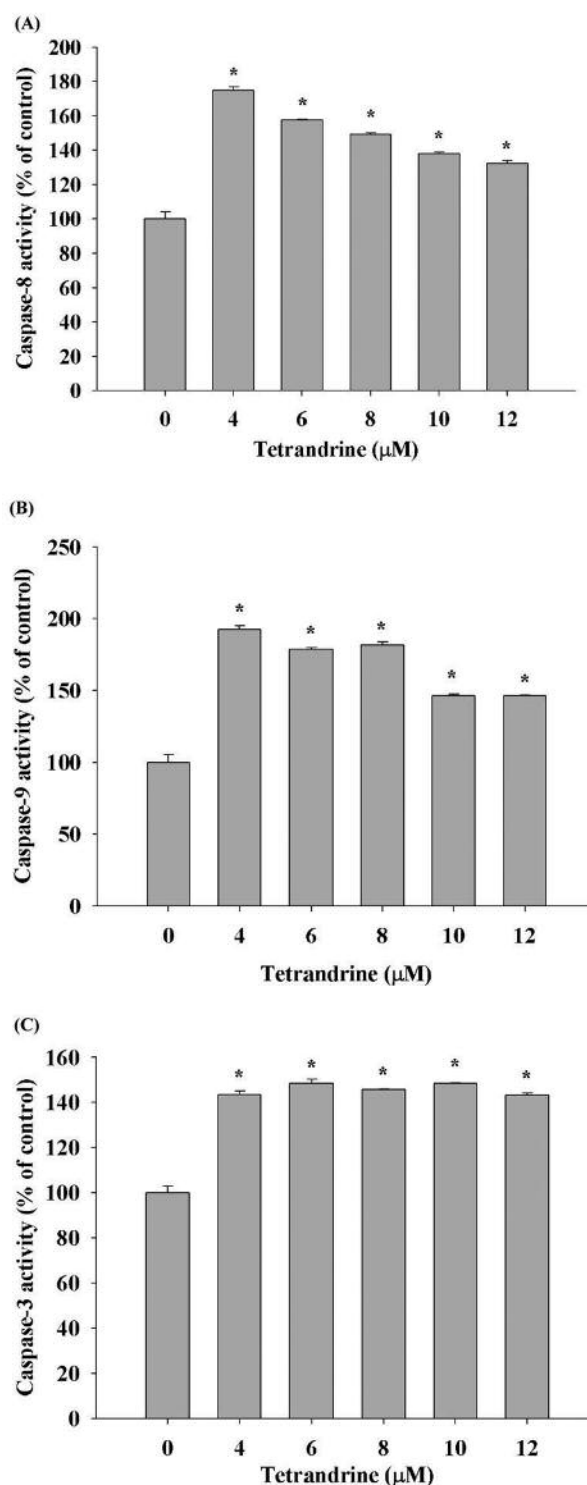 (A)
Caspase-8 activity (% of control)
200
180
160
140
120
100
80
60
40
20
0
* * * * *
0 4 6 8 10 12
Tetrandrine (μM)
(B)
Caspase-9 activity (% of control)
250
200
150
100
50
0
* * * * *
0 4 6 8 10 12
Tetrandrine (μM)
(C)
Caspase-3 activity (% of control)
160
140
120
100
80
60
40
20
0
* * * * *
0 4 6 8 10 12
Tetrandrine (μM)